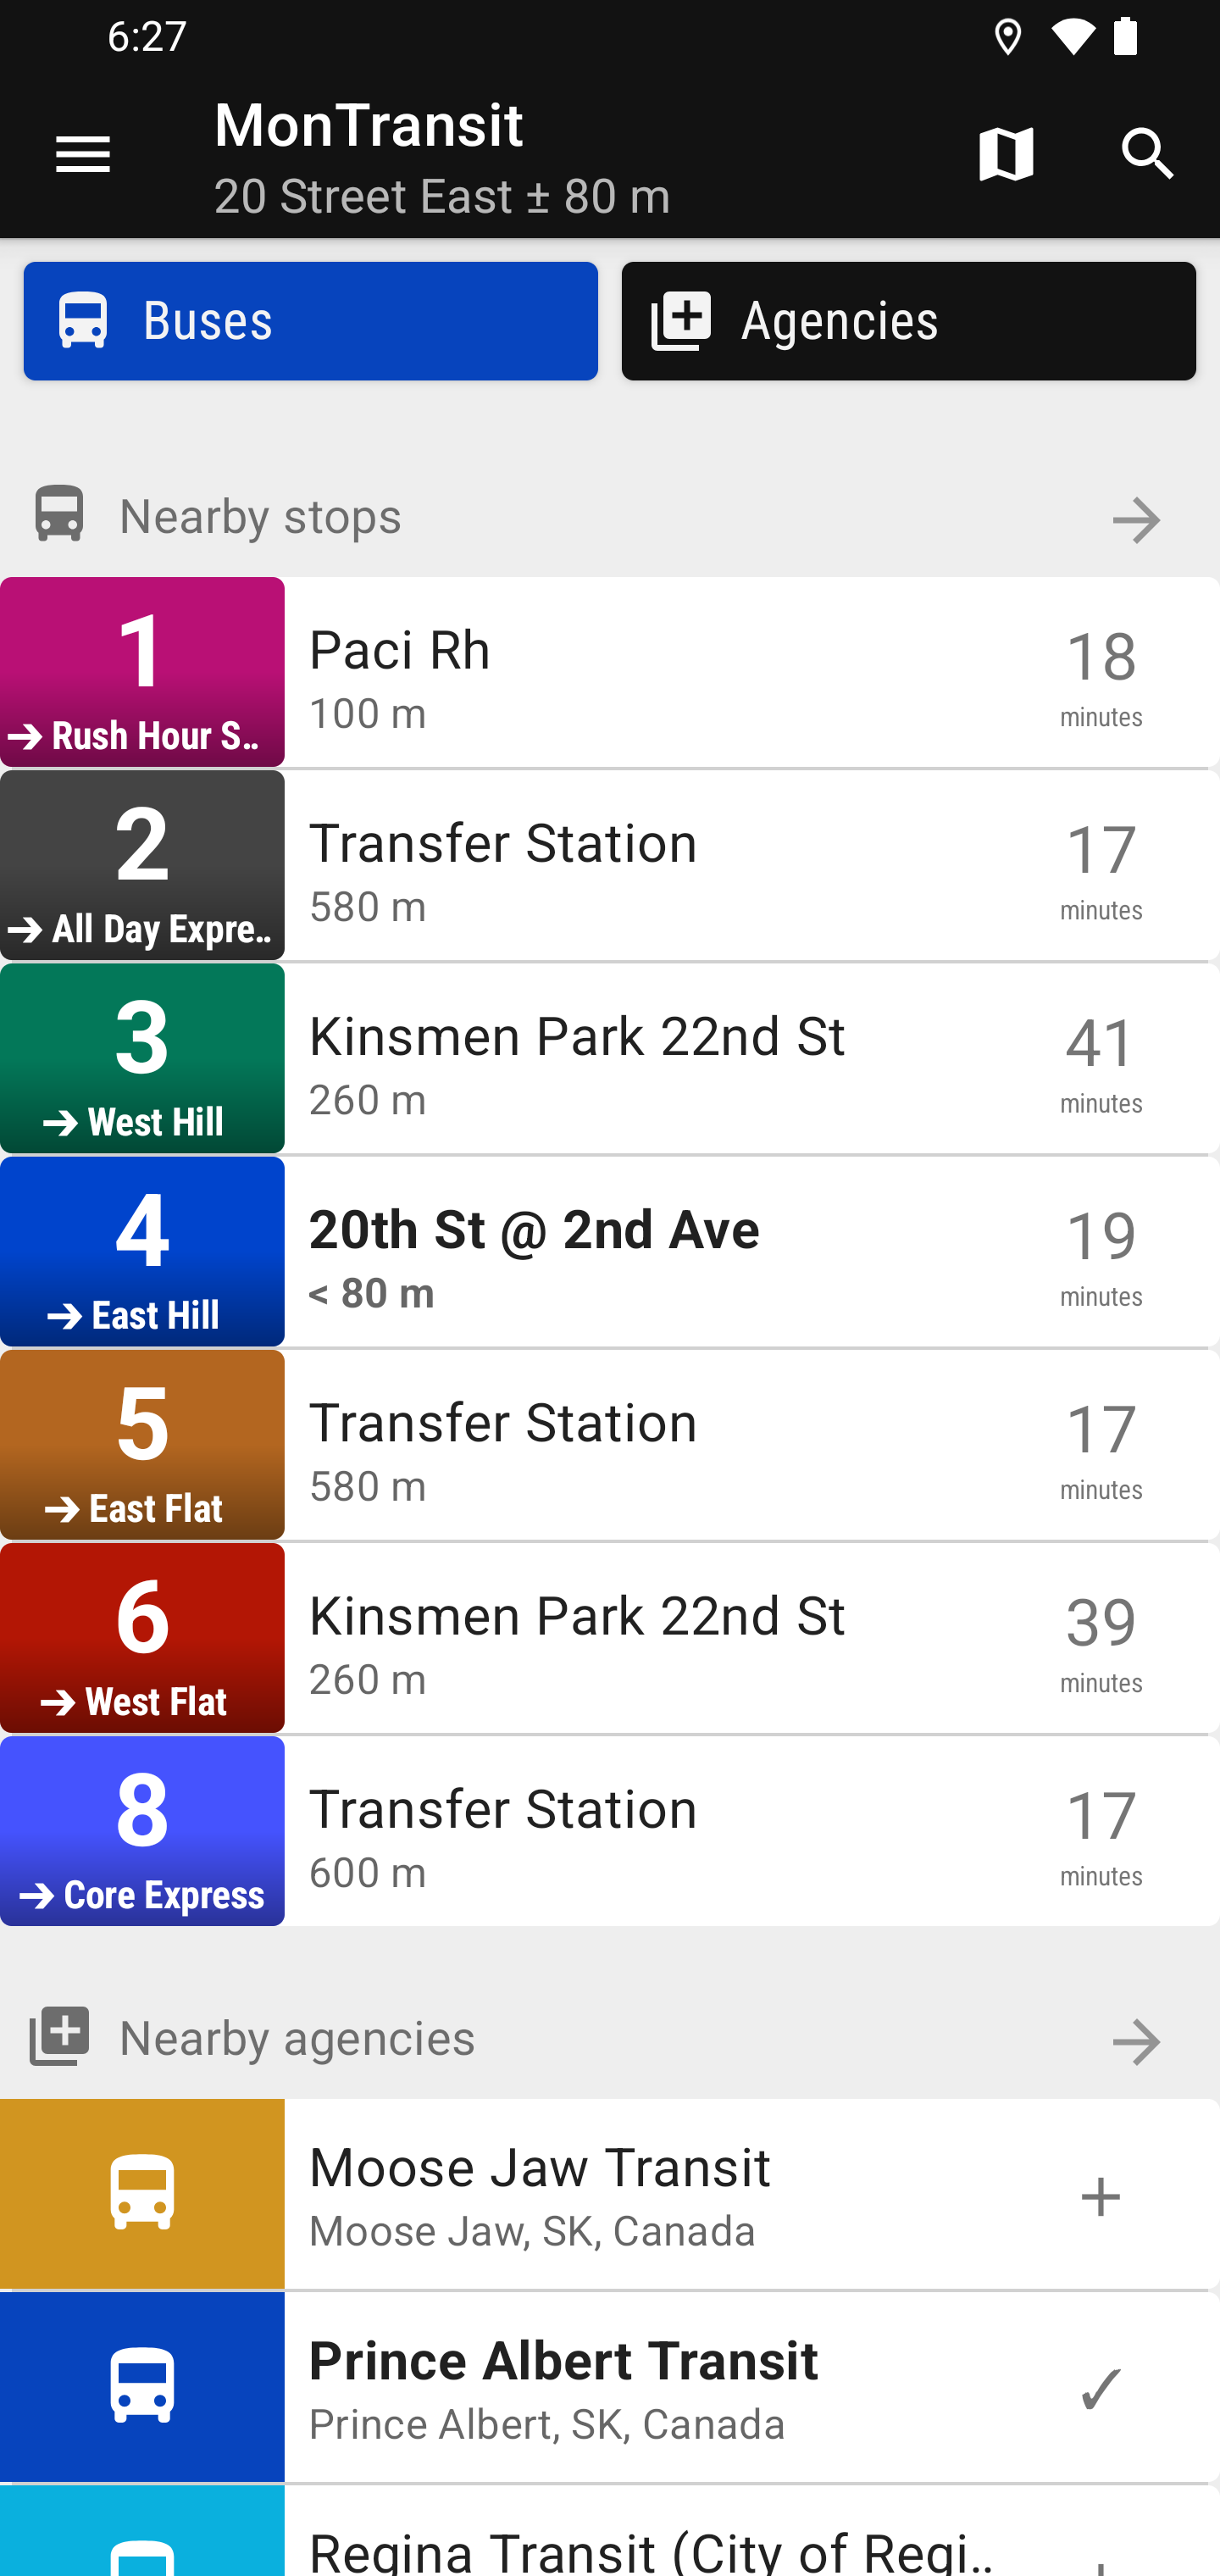 6:27
MonTransit
20 Street East ± 80 m
Buses
Agencies
Nearby stops
1
→ Rush Hour S…
Paci Rh
100 m
18
minutes
2
→ All Day Expre…
Transfer Station
580 m
17
minutes
3
→ West Hill
Kinsmen Park 22nd St
260 m
41
minutes
4
→ East Hill
20th St @ 2nd Ave
< 80 m
19
minutes
5
→ East Flat
Transfer Station
580 m
17
minutes
6
→ West Flat
Kinsmen Park 22nd St
260 m
39
minutes
8
→ Core Express
Transfer Station
600 m
17
minutes
Nearby agencies
Moose Jaw Transit
Moose Jaw, SK, Canada
+
Prince Albert Transit
Prince Albert, SK, Canada
✓
Regina Transit (City of Regi..